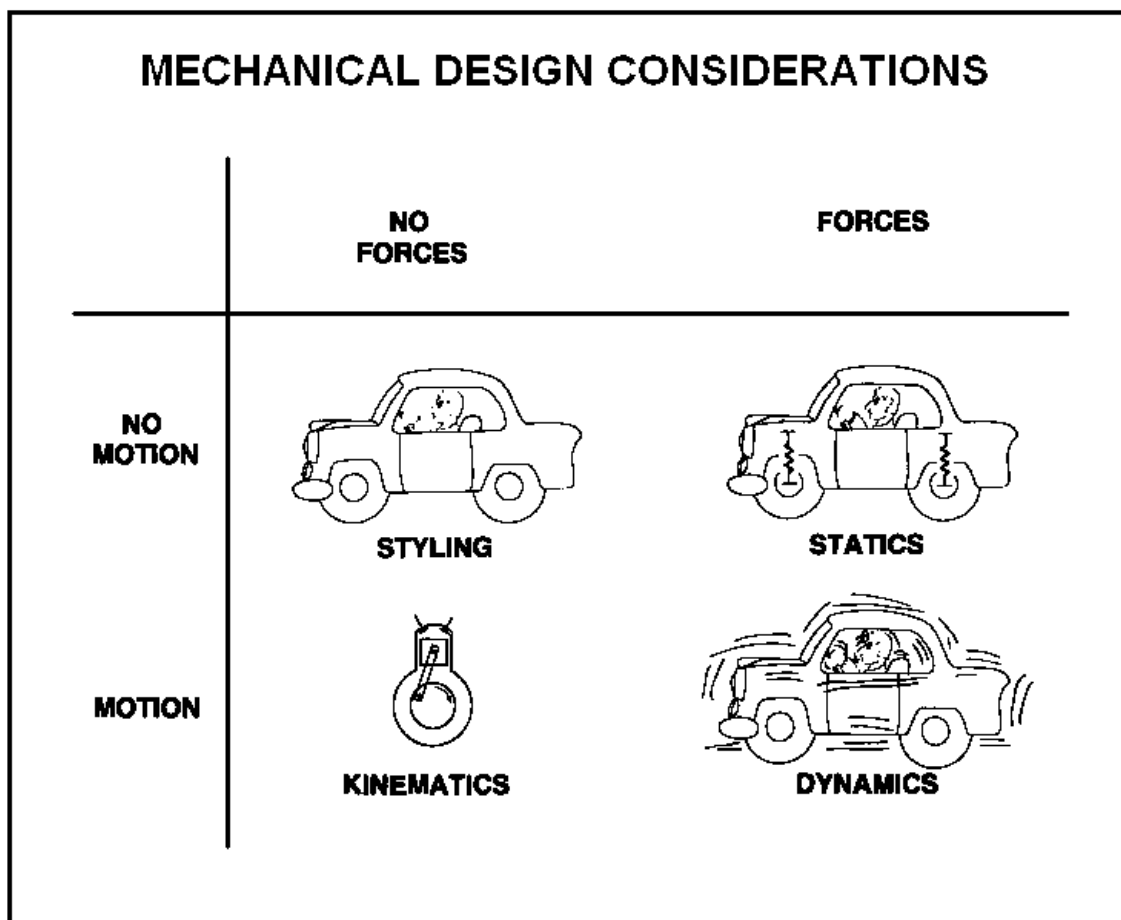 MECHANICAL DESIGN CONSIDERATIONS
NO
FORCES
FORCES
NO
MOTION
STYLING
STATICS
MOTION
KINEMATICS
DYNAMICS